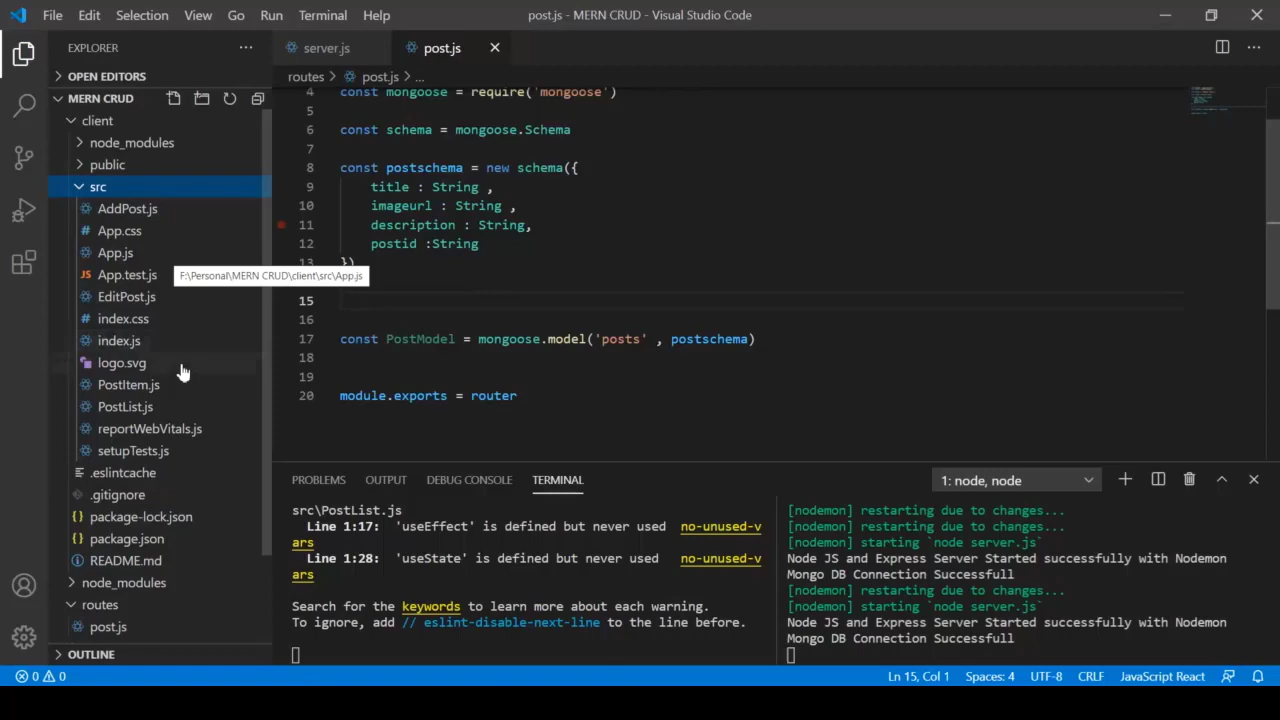 File Edit Selection View Go Run Terminal Help post.js - MERN CRUD - Visual Studio Code
EXPLORER
OPEN EDITORS
MERN CRUD
client
node_modules
public
src
AddPost.js
# App.css
App.js
JS App.test.js
F:\Personal\MERN CRUD\client\src\App.js
EditPost.js
# index.css
index.js
logo.svg
PostItem.js
PostList.js
reportWebVitals.js
setupTests.js
.eslintcache
.gitignore
{} package-lock.json
{} package.json
README.md
node_modules
routes
post.js
OUTLINE
server.js post.js
routes > post.js > ...
4 const mongoose = require('mongoose')
5
6 const schema = mongoose.Schema
7
8 const postschema = new schema({
9 title : String ,
10 imageurl : String ,
11 description : String,
12 postid :String
13 })
15
16
17 const PostModel = mongoose.model('posts' , postschema)
18
19
20 module.exports = router
PROBLEMS OUTPUT DEBUG CONSOLE TERMINAL 1: node, node
src\PostList.js
Line 1:17: 'useEffect' is defined but never used no-unused-v
ars
Line 1:28: 'useState' is defined but never used no-unused-v
ars
Search for the keywords to learn more about each warning.
To ignore, add // eslint-disable-next-line to the line before.
[nodemon] restarting due to changes...
[nodemon] restarting due to changes...
[nodemon] starting `node server.js`
Node JS and Express Server Started successfully with Nodemon
Mongo DB Connection Successfull
[nodemon] restarting due to changes...
[nodemon] starting `node server.js`
Node JS and Express Server Started successfully with Nodemon
Mongo DB Connection Successfull
0 0 Ln 15, Col 1 Spaces: 4 UTF-8 CRLF JavaScript React